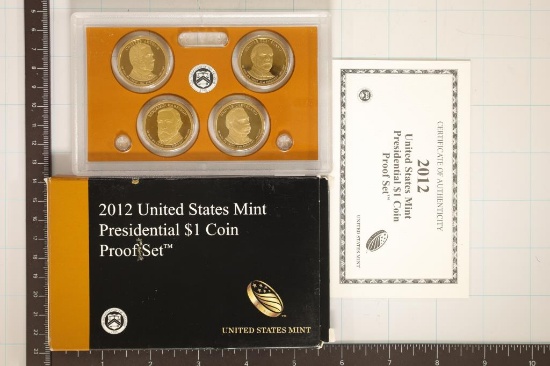 2012 United States Mint
Presidential $1 Coin
Proof Set™
UNITED STATES MINT
CERTIFICATE OF AUTHENTICITY
2012
United States Mint
Presidential $1 Coin
Proof Set™
UNITED STATES MINT